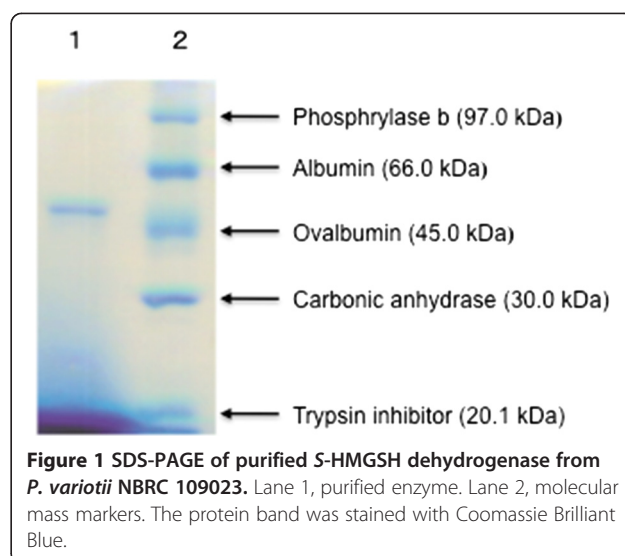 1 2
Phosphrylase b (97.0 kDa)
Albumin (66.0 kDa)
Ovalbumin (45.0 kDa)
Carbonic anhydrase (30.0 kDa)
Trypsin inhibitor (20.1 kDa)
Figure 1 SDS-PAGE of purified S-HMGSH dehydrogenase from
P. variotii NBRC 109023. Lane 1, purified enzyme. Lane 2, molecular
mass markers. The protein band was stained with Coomassie Brilliant
Blue.